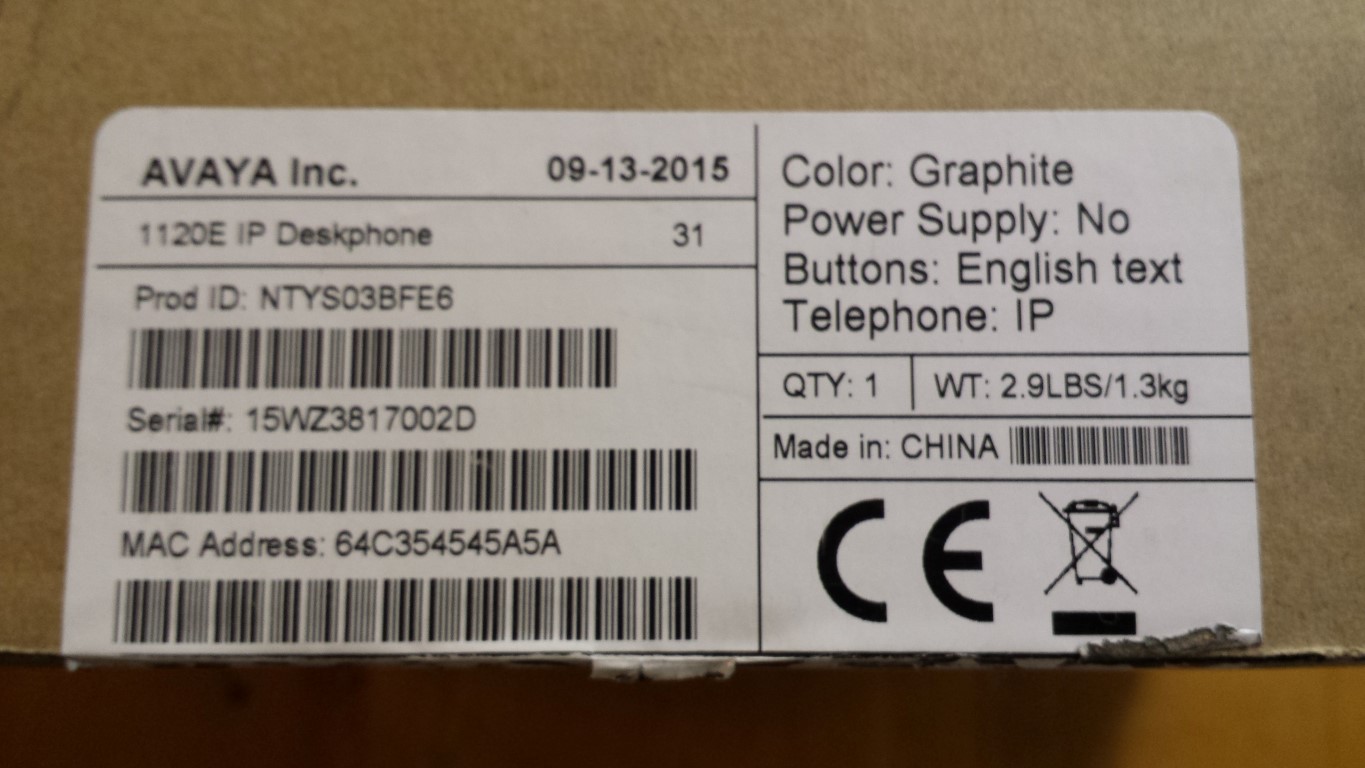 AVAYA Inc. 09-13-2015
1120E IP Deskphone 31
Prod ID: NTYS03BFE6
Serial#: 15WZ3817002D
MAC Address: 64C354545A5A
Color: Graphite
Power Supply: No
Buttons: English text
Telephone: IP
QTY: 1 WT: 2.9LBS/1.3kg
Made in: CHINA
CE